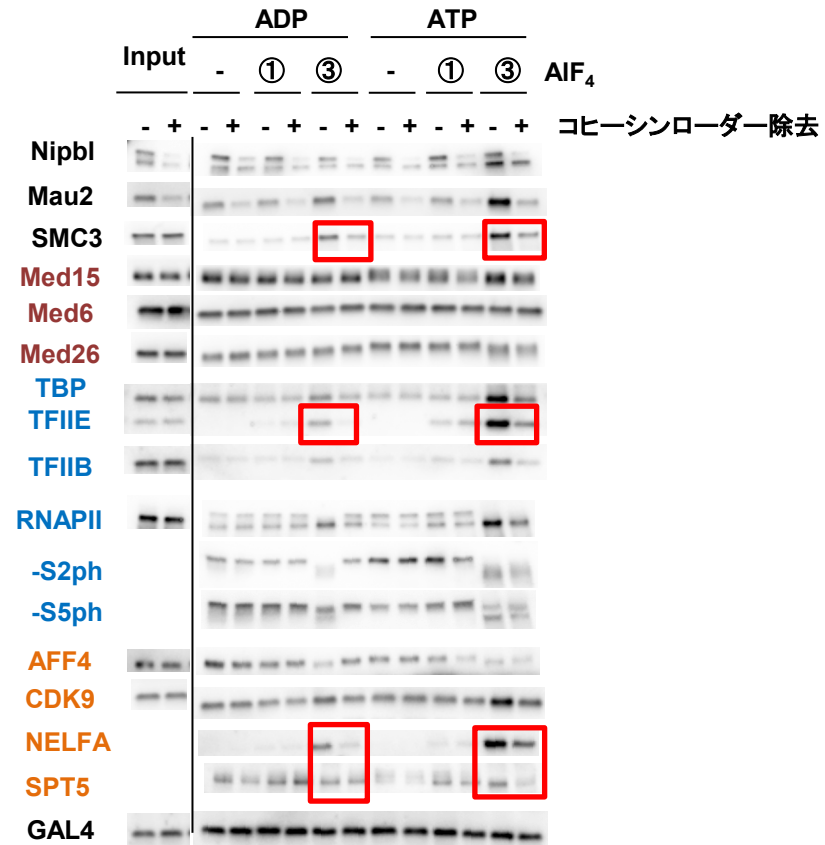 ADP ATP
Input - ① ③ - ① ③ AlF4
- + - + - + - + - + - + - + コヒーシンローダー除去
Nipbl
Mau2
SMC3
Med15
Med6
Med26
TBP
TFIIE
TFIIB
RNAPII
-S2ph
-S5ph
AFF4
CDK9
NELFA
SPT5
GAL4